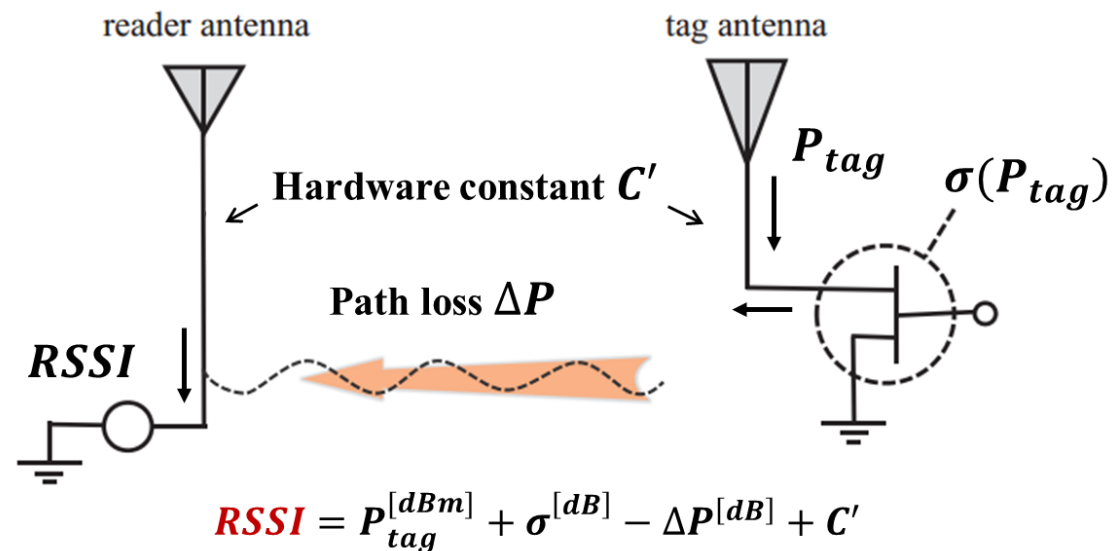 reader antenna
tag antenna
Hardware constant C′
P_tag
σ(P_tag)
Path loss ΔP
RSSI
RSSI = P_tag^[dBm] + σ^[dB] − ΔP^[dB] + C′